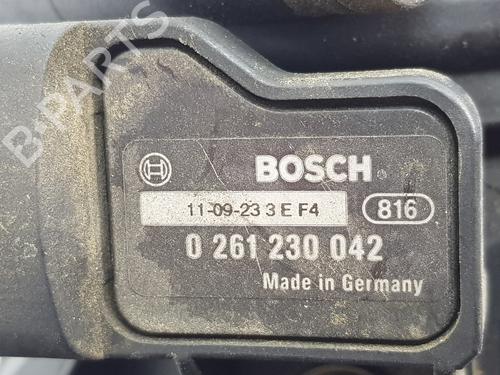 B-PARTS
BOSCH
11-09-23 3 E F4
816
0 261 230 042
Made in Germany